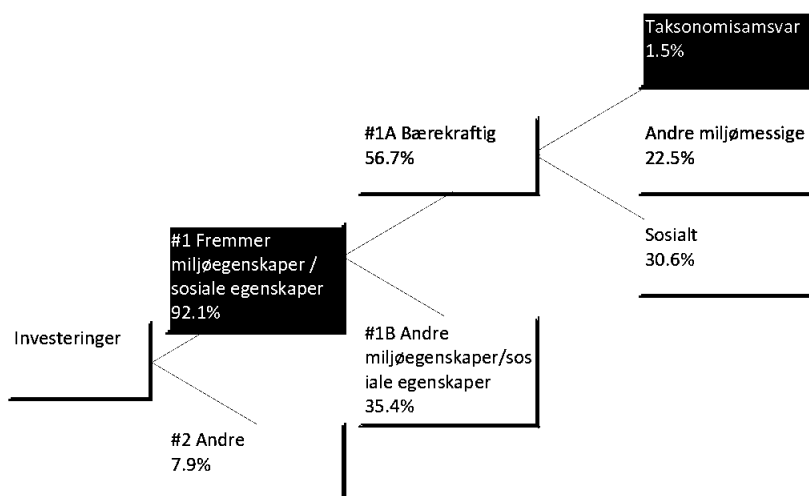 Taksonomisamsvar
1.5%
#1A Bærekraftig
56.7%
Andre miljømessige
22.5%
Sosialt
30.6%
#1 Fremmer
miljøegenskaper /
sosiale egenskaper
92.1%
#1B Andre
miljøegenskaper/sos
iale egenskaper
35.4%
Investeringer
#2 Andre
7.9%